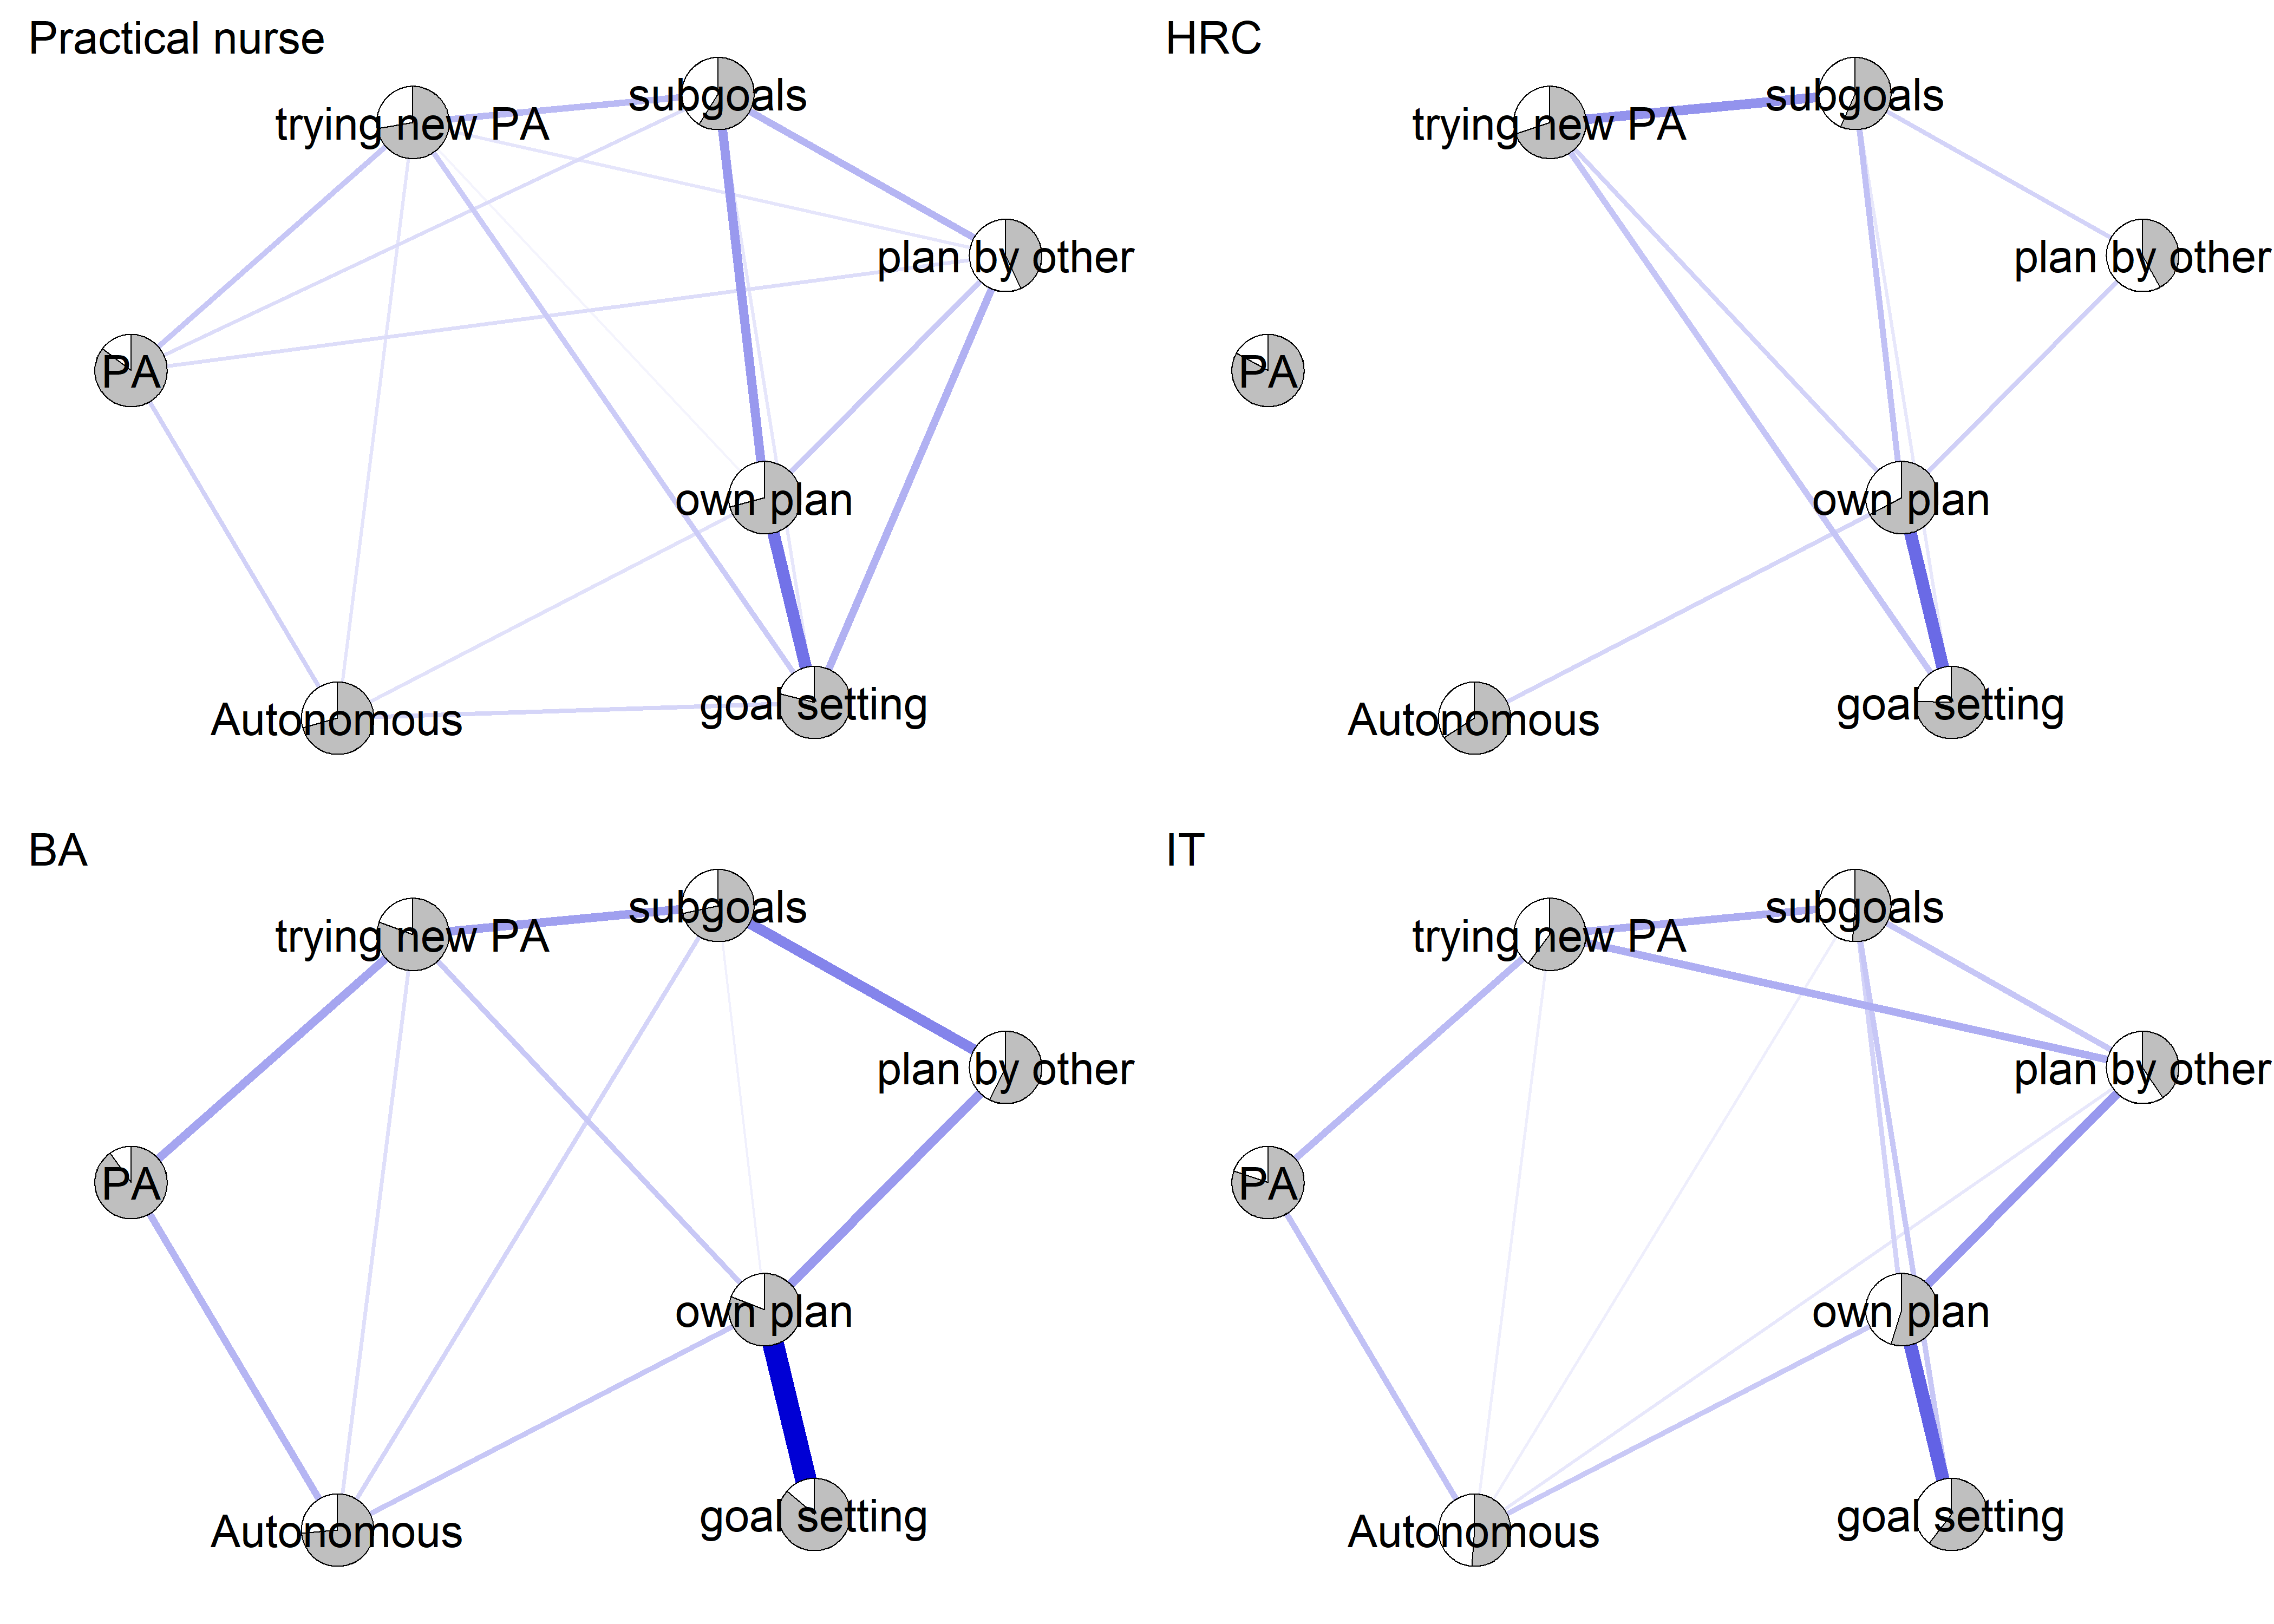 Practical nurse
subgoals
trying new PA
plan by other
PA
own plan
Autonomous
goal setting
HRC
subgoals
trying new PA
plan by other
PA
own plan
Autonomous
goal setting
BA
subgoals
trying new PA
plan by other
PA
own plan
Autonomous
goal setting
IT
subgoals
trying new PA
plan by other
PA
own plan
Autonomous
goal setting